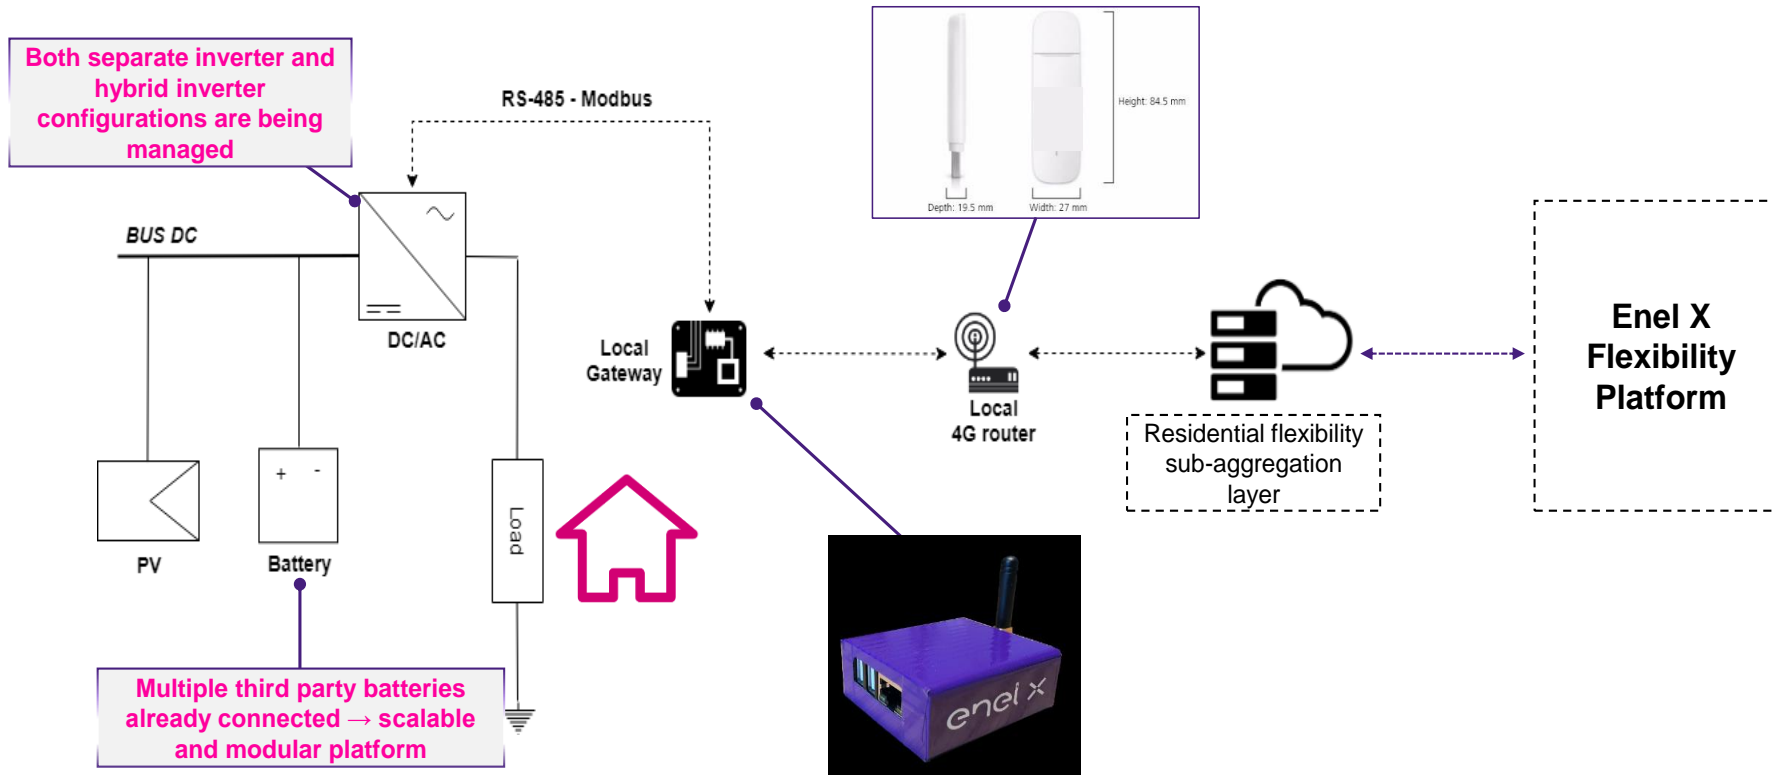 Both separate inverter and
hybrid inverter
configurations are being
managed
RS-485 - Modbus
Height: 84.5 mm
Depth: 19.5 mm
Width: 27 mm
BUS DC
DC/AC
Local
Gateway
Local
4G router
Residential flexibility
sub-aggregation
layer
Enel X
Flexibility
Platform
+ -
Load
PV
Battery
enel x
Multiple third party batteries
already connected → scalable
and modular platform